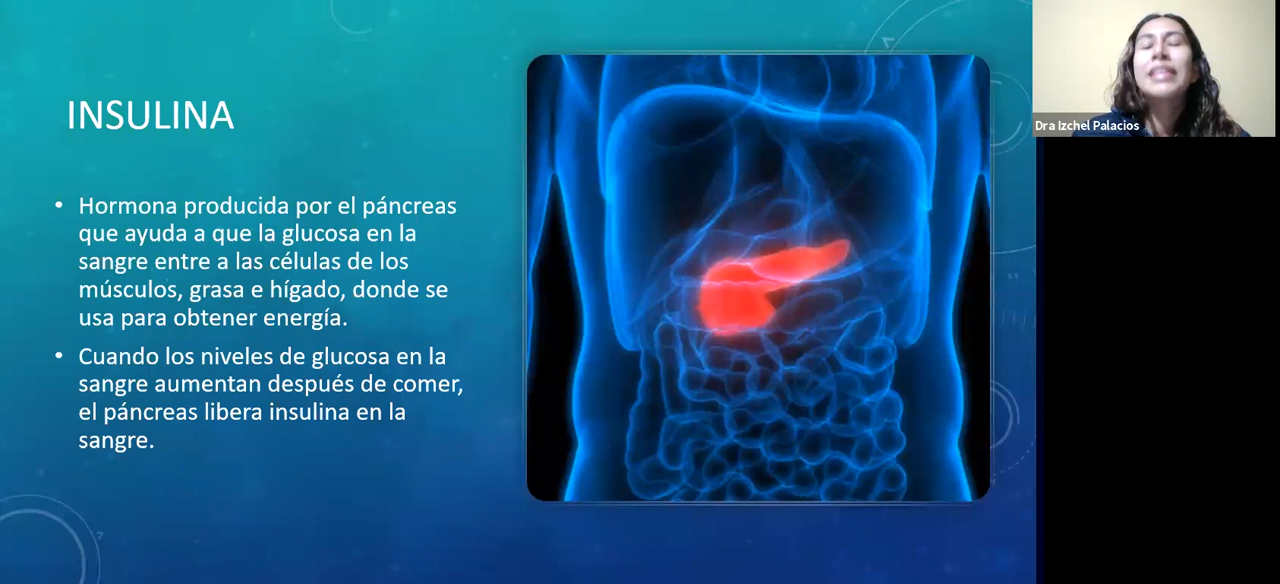 INSULINA
• Hormona producida por el páncreas
que ayuda a que la glucosa en la
sangre entre a las células de los
músculos, grasa e hígado, donde se
usa para obtener energía.
• Cuando los niveles de glucosa en la
sangre aumentan después de comer,
el páncreas libera insulina en la
sangre.
Dra Izchel Palacios